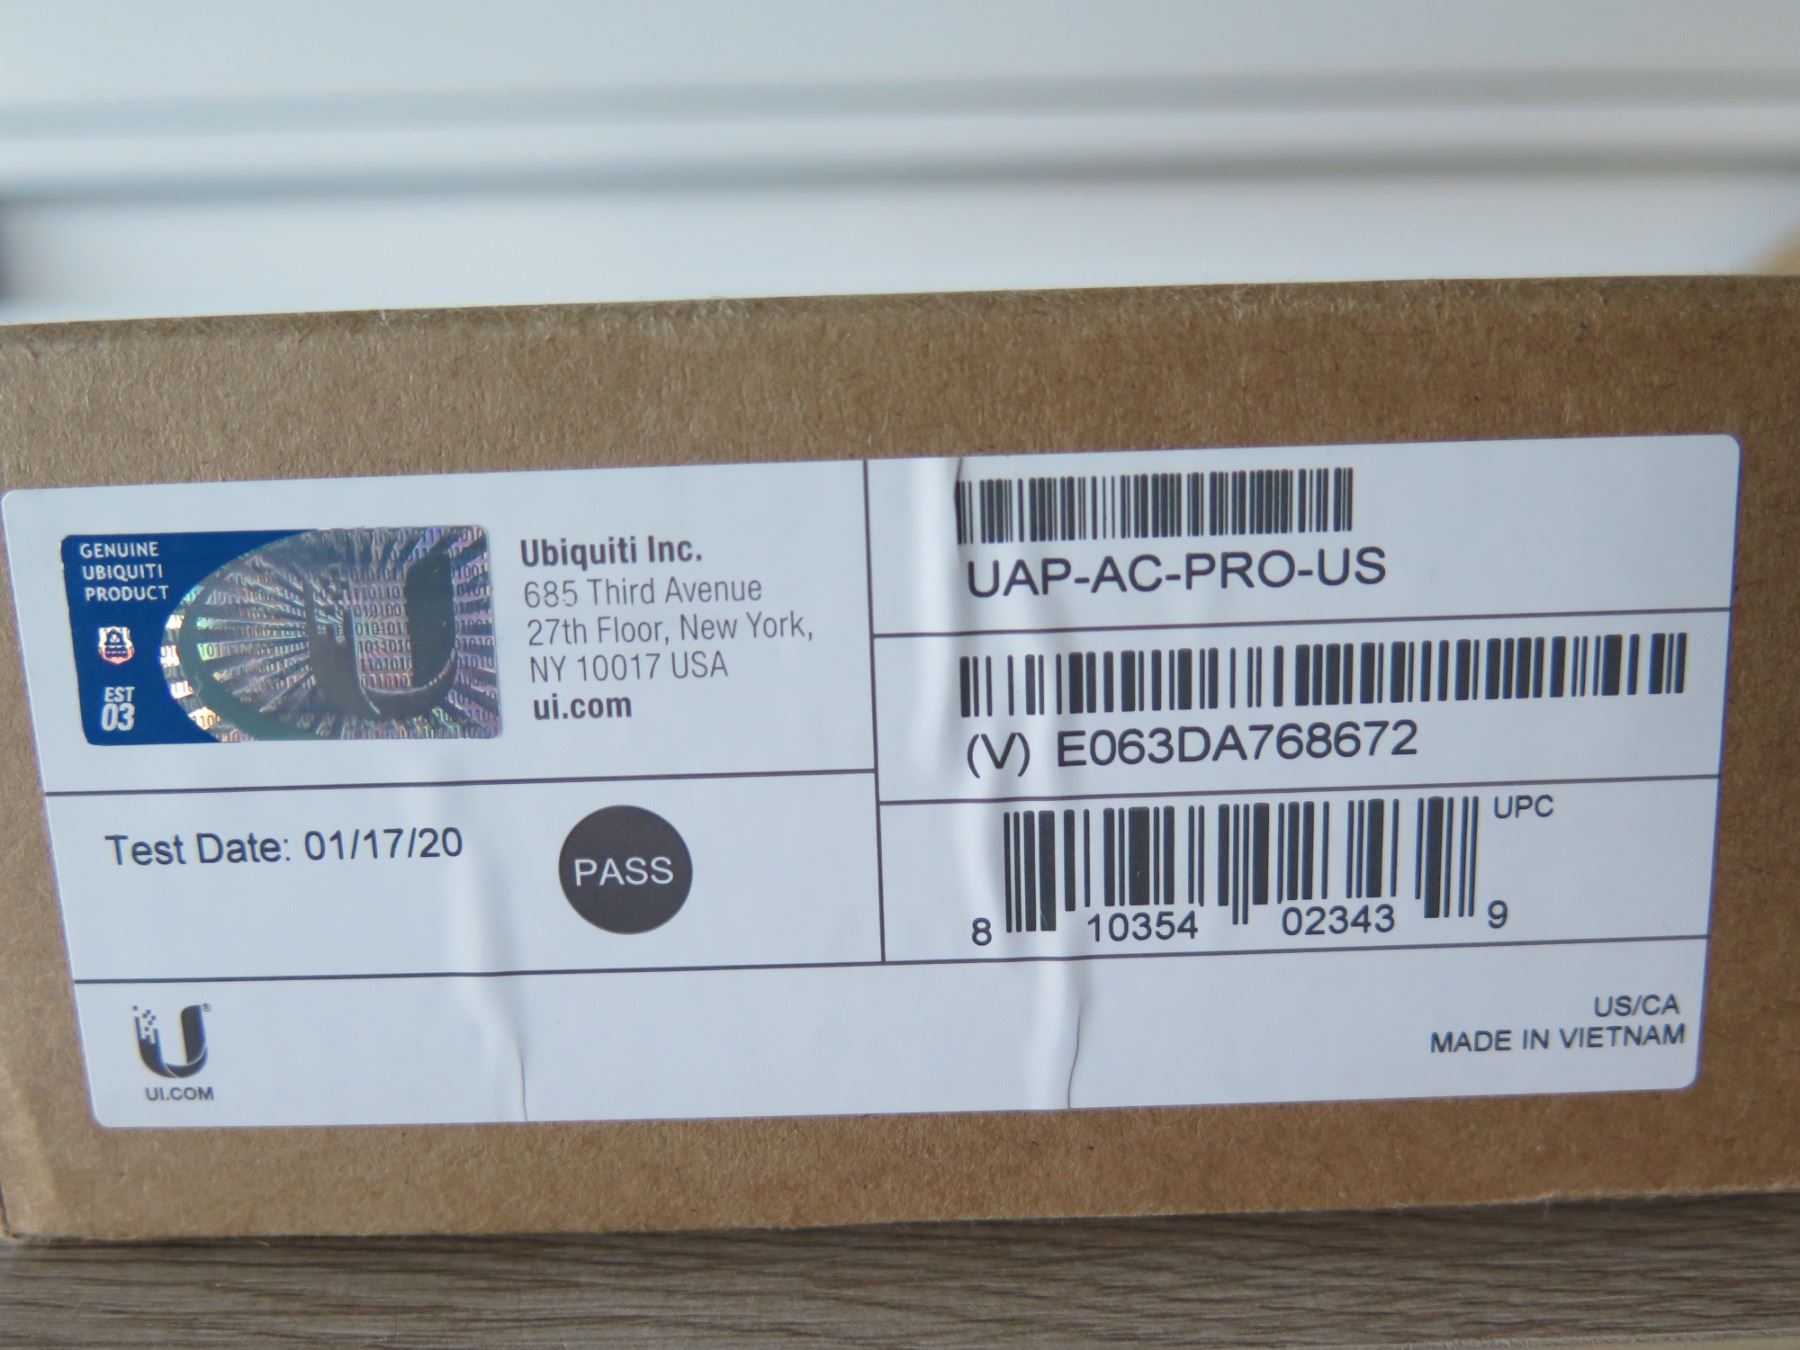 GENUINE
UBIQUITI
PRODUCT
EST
03
Ubiquiti Inc.
685 Third Avenue
27th Floor, New York,
NY 10017 USA
ui.com
Test Date: 01/17/20
PASS
UAP-AC-PRO-US
(V) E063DA768672
UPC
8 10354 02343 9
U®
UI.COM
US/CA
MADE IN VIETNAM